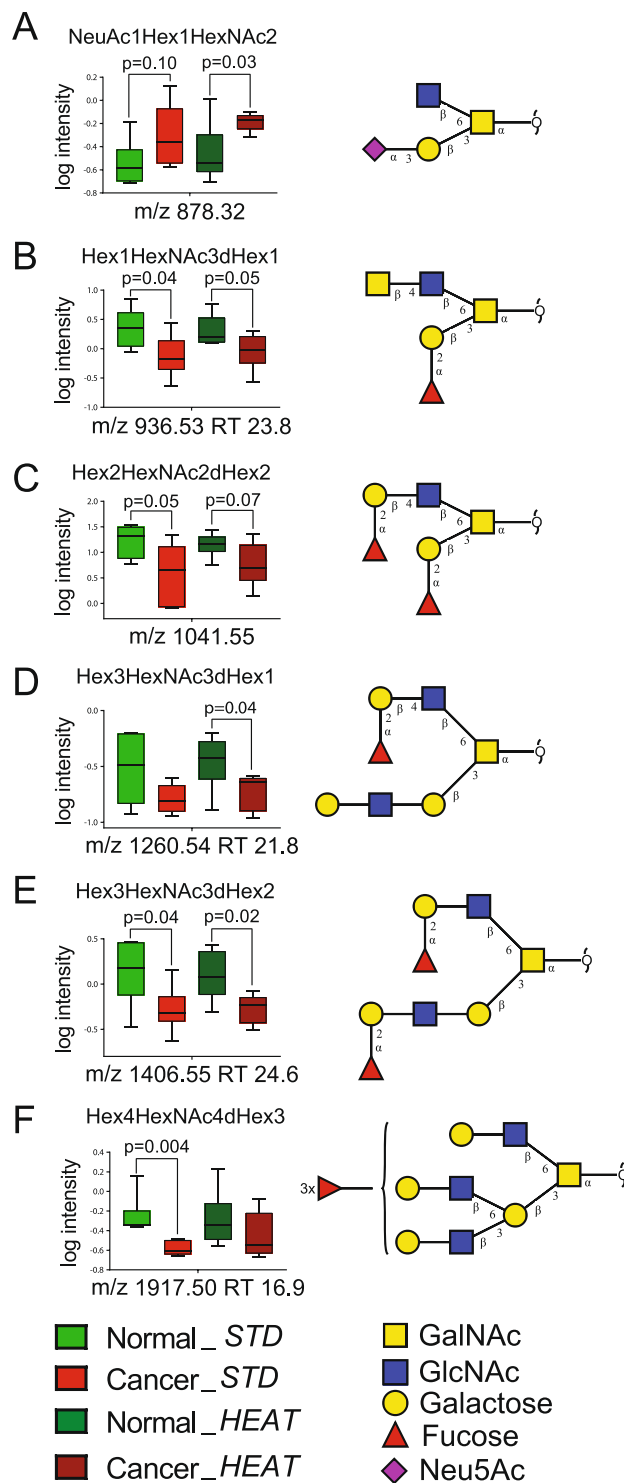 A
NeuAc1Hex1HexNAc2
p=0.10 p=0.03
log intensity
0.2
0.0
-0.2
-0.4
-0.6
-0.8
m/z 878.32
β 6 α
α 3 β 3
B
Hex1HexNAc3dHex1
p=0.04 p=0.05
log intensity
1.0
0.5
0.0
-0.5
-1.0
m/z 936.53 RT 23.8
β 4 β 6 α
β 3
2
α
C
Hex2HexNAc2dHex2
p=0.05 p=0.07
log intensity
2.0
1.5
1.0
0.5
0.0
m/z 1041.55
β 4 β 6 α
2
α β 3
2
α
D
Hex3HexNAc3dHex1
p=0.04
log intensity
0.0
-0.5
-1.0
m/z 1260.54 RT 21.8
β 4 β
2
α 6 α
3
β
E
Hex3HexNAc3dHex2
p=0.04 p=0.02
log intensity
0.5
0.0
-0.5
m/z 1406.55 RT 24.6
2 β
α 6 α
3
β
2
α
F
Hex4HexNAc4dHex3
p=0.004
log intensity
0.4
0.2
0.0
-0.2
-0.4
-0.6
-0.8
m/z 1917.50 RT 16.9
3x
β
6 α
3
β 6 β
β 3
Normal_STD
Cancer_STD
Normal_HEAT
Cancer_HEAT
GalNAc
GlcNAc
Galactose
Fucose
Neu5Ac